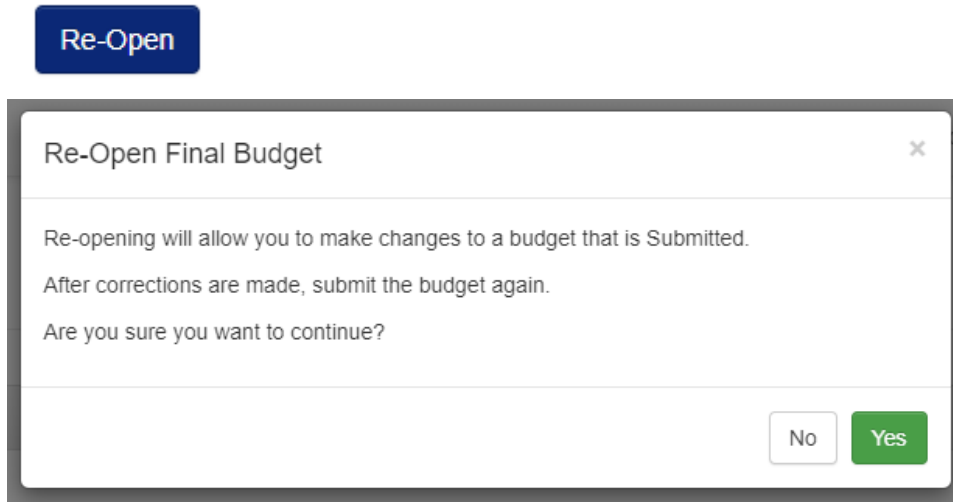 Re-Open
Re-Open Final Budget ×
Re-opening will allow you to make changes to a budget that is Submitted.
After corrections are made, submit the budget again.
Are you sure you want to continue?
No Yes